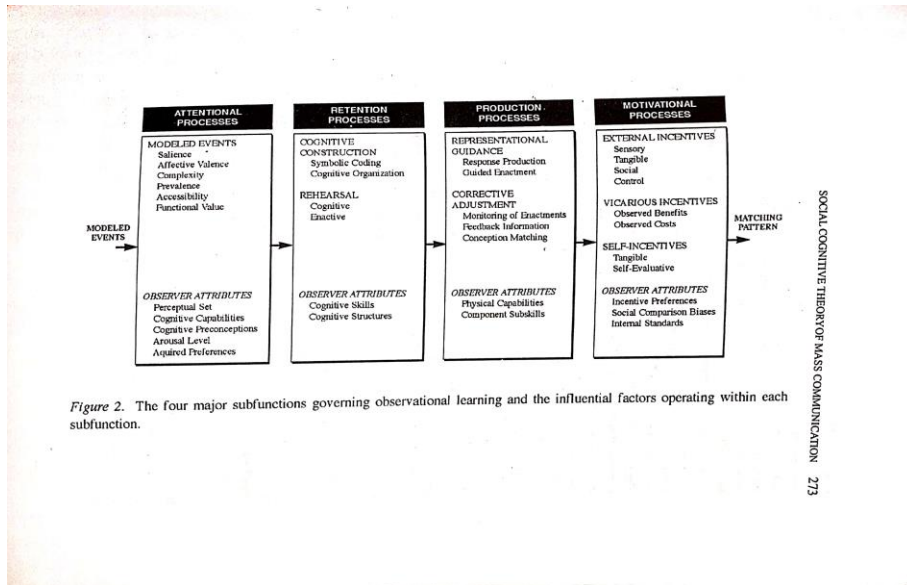 ATTENTIONAL
PROCESSES
MODELED EVENTS
Salience
Affective Valence
Complexity
Prevalence
Accessibility
Functional Value
OBSERVER ATTRIBUTES
Perceptual Set
Cognitive Capabilities
Cognitive Preconceptions
Arousal Level
Aquired Preferences
RETENTION
PROCESSES
COGNITIVE
CONSTRUCTION
Symbolic Coding
Cognitive Organization
REHEARSAL
Cognitive
Enactive
OBSERVER ATTRIBUTES
Cognitive Skills
Cognitive Structures
PRODUCTION
PROCESSES
REPRESENTATIONAL
GUIDANCE
Response Production
Guided Enactment
CORRECTIVE
ADJUSTMENT
Monitoring of Enactments
Feedback Information
Conception Matching
OBSERVER ATTRIBUTES
Physical Capabilities
Component Subskills
MOTIVATIONAL
PROCESSES
EXTERNAL INCENTIVES
Sensory
Tangible
Social
Control
VICARIOUS INCENTIVES
Observed Benefits
Observed Costs
SELF-INCENTIVES
Tangible
Self-Evaluative
OBSERVER ATTRIBUTES
Incentive Preferences
Social Comparison Biases
Internal Standards
MODELED
EVENTS
MATCHING
PATTERN
Figure 2. The four major subfunctions governing observational learning and the influential factors operating within each
subfunction.
SOCIAL COGNITIVE THEORY OF MASS COMMUNICATION 273